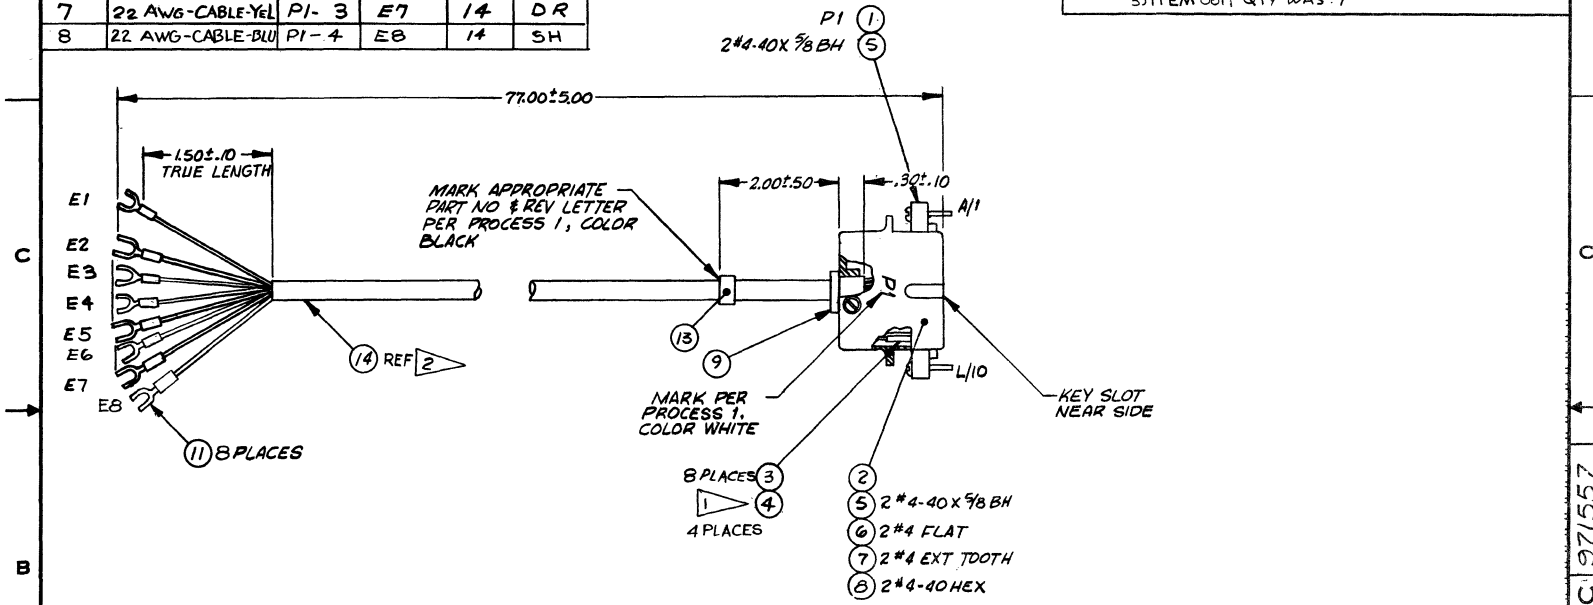 7 22 AWG-CABLE-YEL P1-3 E7 14 DR
8 22 AWG-CABLE-BLU P1-4 E8 14 SH
QTY WAS:
P1 1
2 #4-40 X 5/8 BH 5
77.00±5.00
1.50±.10
TRUE LENGTH
2.00±.50
.30±.10
MARK APPROPRIATE
PART NO & REV LETTER
PER PROCESS 1, COLOR
BLACK
A/1
E1
E2
E3
E4
E5
E6
E7
E8
C
C
P1
13
9
14 REF 2
L/10
MARK PER
PROCESS 1.
COLOR WHITE
KEY SLOT
NEAR SIDE
11 8 PLACES
8 PLACES 3
1 4
4 PLACES
2
5 2 #4-40 X 5/8 BH
6 2 #4 FLAT
7 2 #4 EXT TOOTH
8 2 #4-40 HEX
B
C 971557